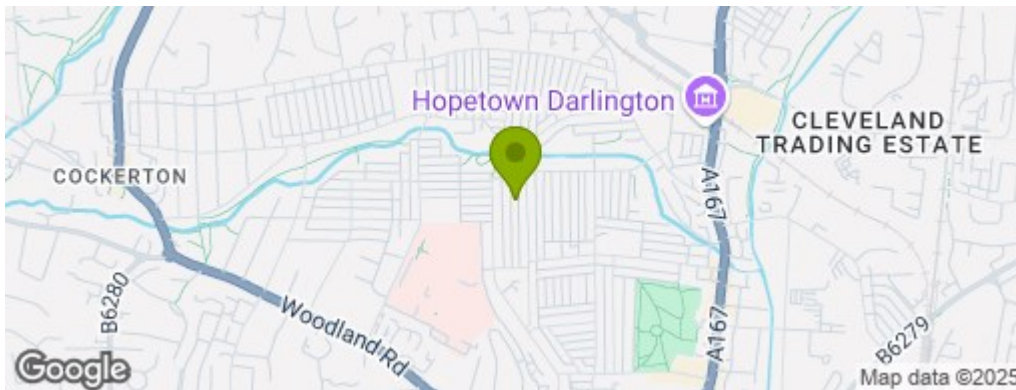 Hopetown Darlington
CLEVELAND
TRADING ESTATE
COCKERTON
A167
B6280
Woodland Rd
A167
B6279
Google
Map data ©2025